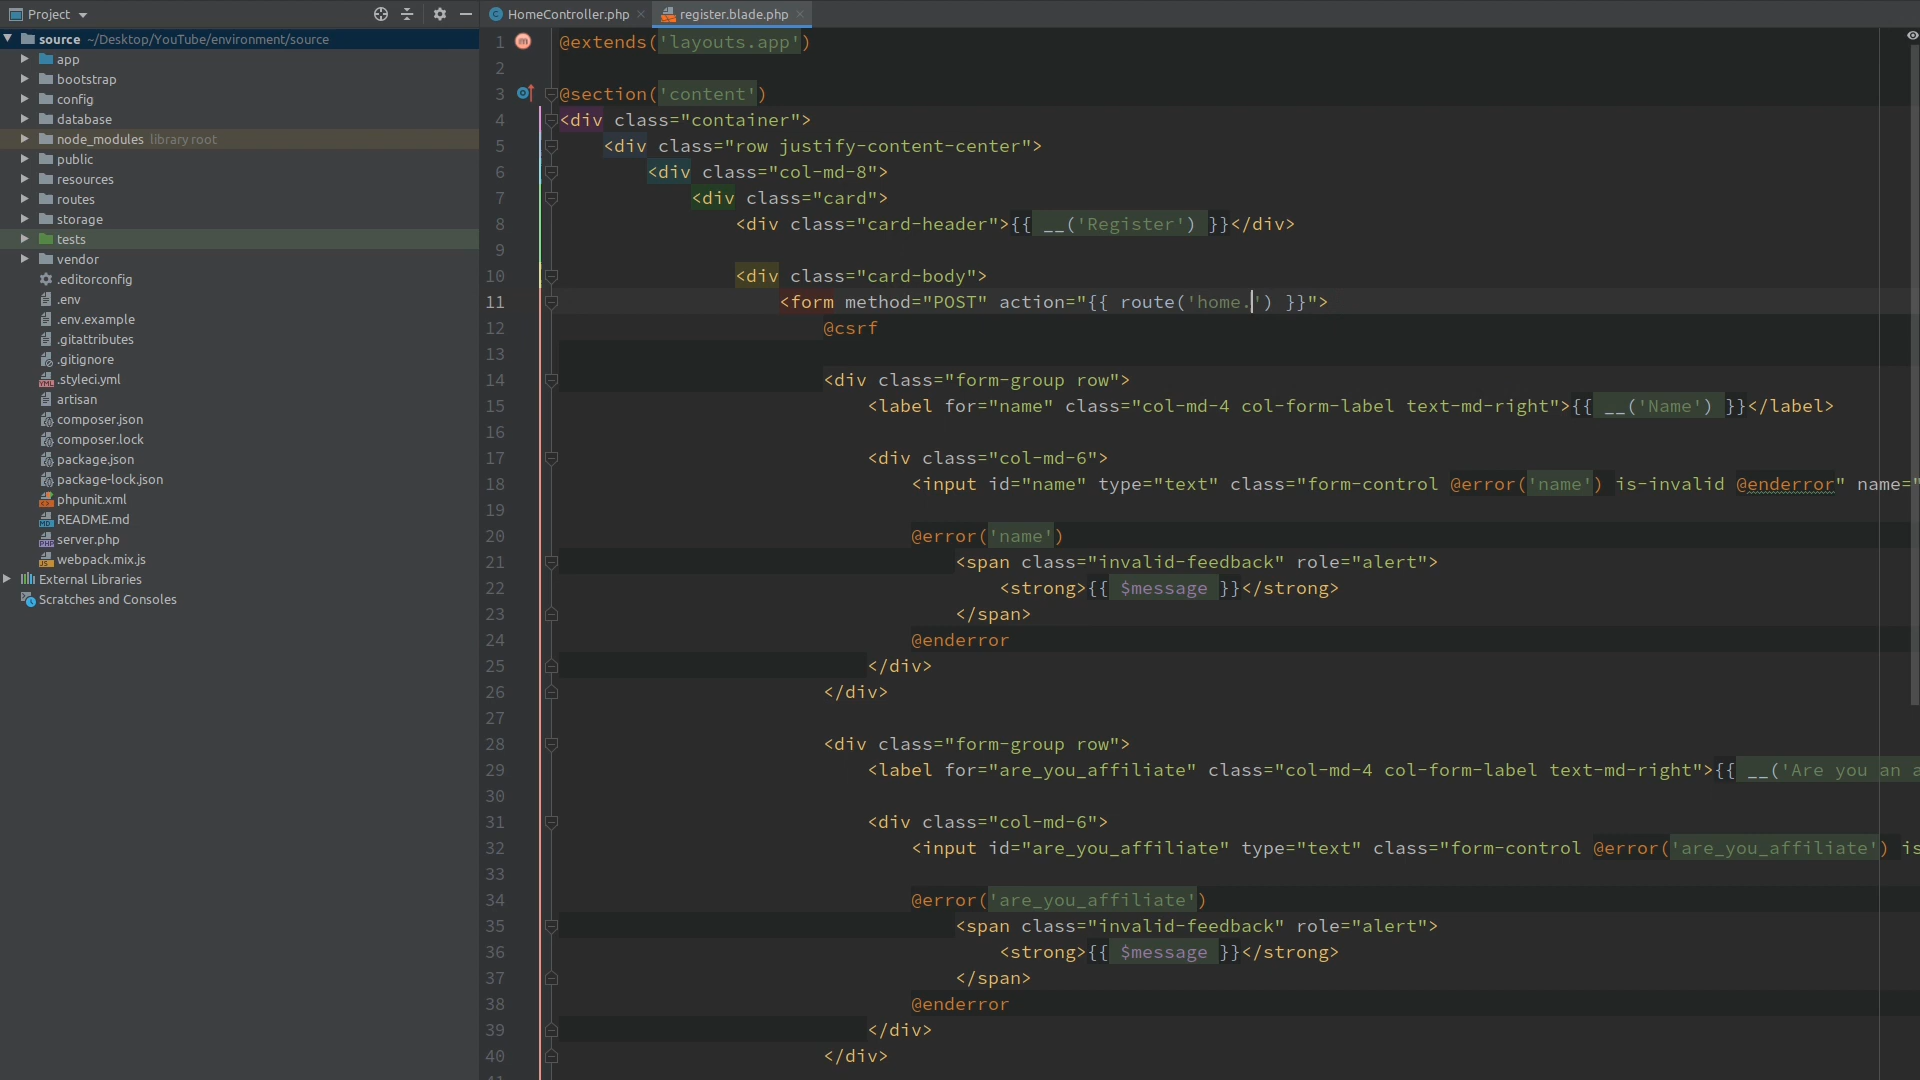 Project
source ~/Desktop/YouTube/environment/source
app
bootstrap
config
database
node_modules library root
public
resources
routes
storage
tests
vendor
.editorconfig
.env
.env.example
.gitattributes
.gitignore
.styleci.yml
artisan
composer.json
composer.lock
package.json
package-lock.json
phpunit.xml
README.md
server.php
webpack.mix.js
External Libraries
Scratches and Consoles
HomeController.php register.blade.php
1 @extends('layouts.app')
2
3 @section('content')
4 <div class="container">
5 <div class="row justify-content-center">
6 <div class="col-md-8">
7 <div class="card">
8 <div class="card-header">{{ __('Register') }}</div>
9
10 <div class="card-body">
11 <form method="POST" action="{{ route('home.') }}">
12 @csrf
13
14 <div class="form-group row">
15 <label for="name" class="col-md-4 col-form-label text-md-right">{{ __('Name') }}</label>
16
17 <div class="col-md-6">
18 <input id="name" type="text" class="form-control @error('name') is-invalid @enderror" name="
19
20 @error('name')
21 <span class="invalid-feedback" role="alert">
22 <strong>{{ $message }}</strong>
23 </span>
24 @enderror
25 </div>
26 </div>
27
28 <div class="form-group row">
29 <label for="are_you_affiliate" class="col-md-4 col-form-label text-md-right">{{ __('Are you an a
30
31 <div class="col-md-6">
32 <input id="are_you_affiliate" type="text" class="form-control @error('are_you_affiliate') is
33
34 @error('are_you_affiliate')
35 <span class="invalid-feedback" role="alert">
36 <strong>{{ $message }}</strong>
37 </span>
38 @enderror
39 </div>
40 </div>